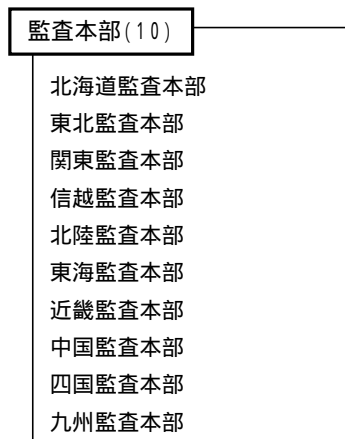 監査本部(10)
北海道監査本部
東北監査本部
関東監査本部
信越監査本部
北陸監査本部
東海監査本部
近畿監査本部
中国監査本部
四国監査本部
九州監査本部